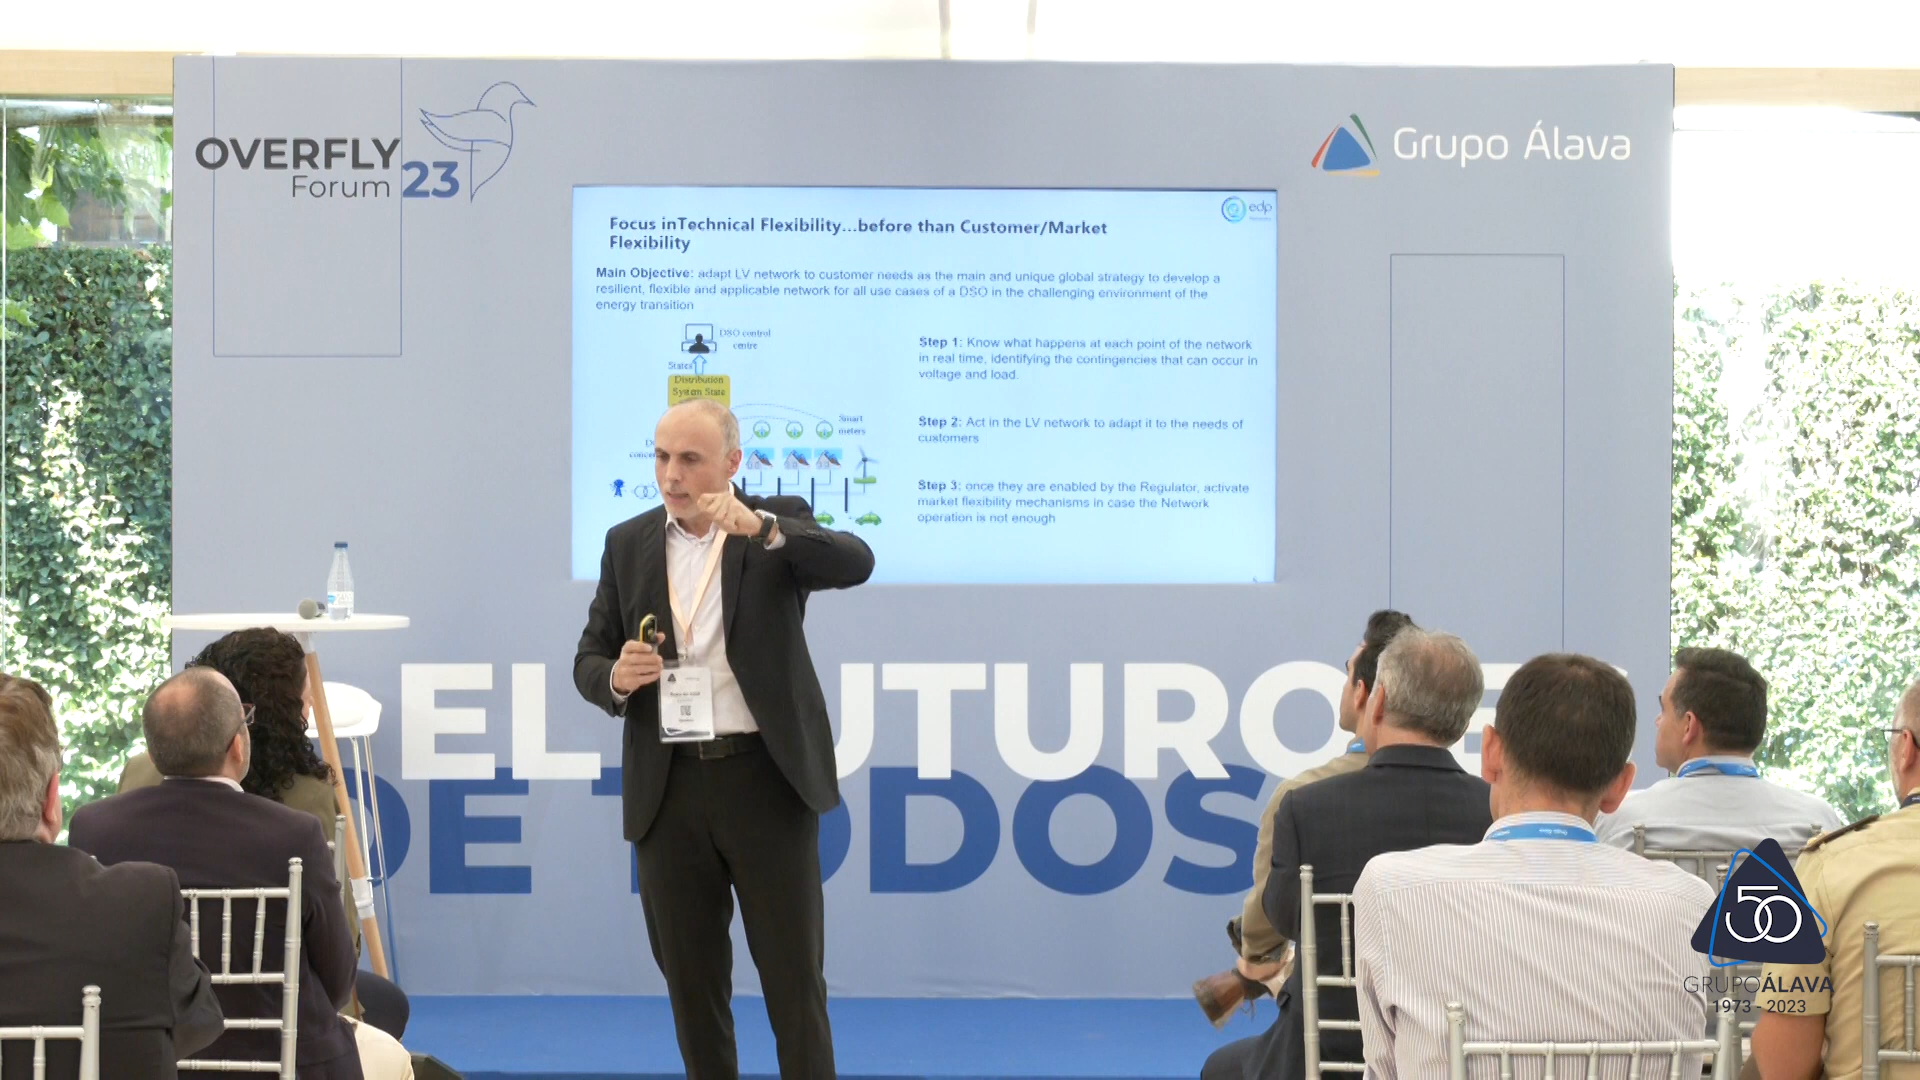 OVERFLY
Forum 23
Grupo Álava
edp
Focus inTechnical Flexibility...before than Customer/Market
Flexibility
Main Objective: adapt LV network to customer needs as the main and unique global strategy to develop a
resilient, flexible and applicable network for all use cases of a DSO in the challenging environment of the
energy transition
DSO control
centre
States
Distribution
System State
Smart
meters
Step 1: Know what happens at each point of the network
in real time, identifying the contingencies that can occur in
voltage and load.
Step 2: Act in the LV network to adapt it to the needs of
customers
Step 3: once they are enabled by the Regulator, activate
market flexibility mechanisms in case the Network
operation is not enough
EL UTURO
DE ODOS
50
GRUPOÁLAVA
1973 - 2023